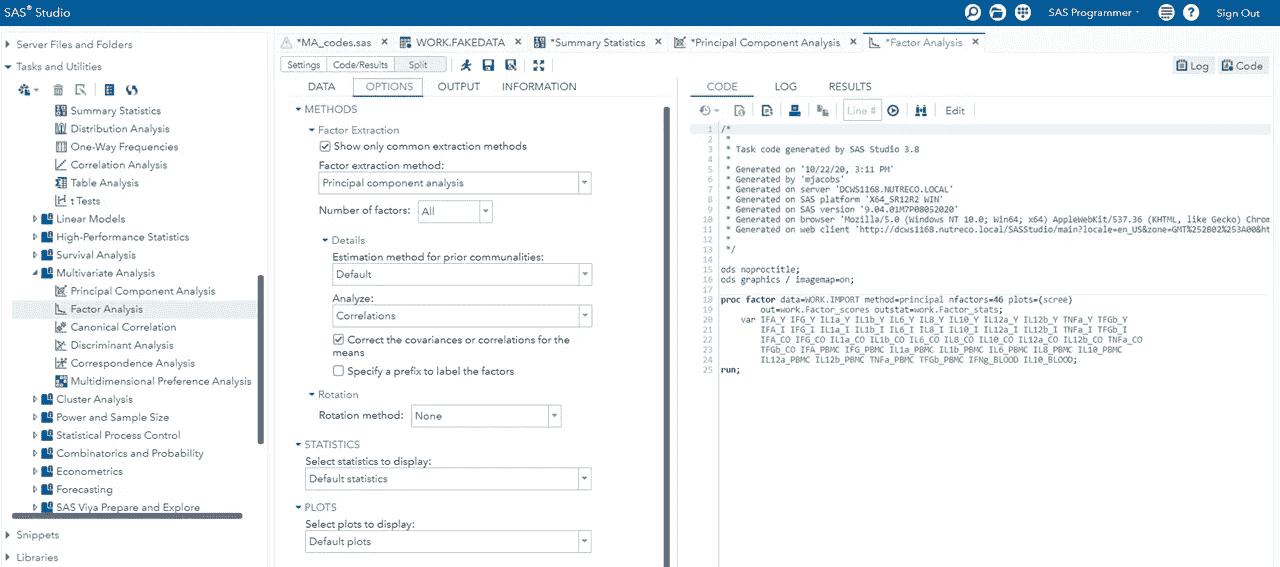 SAS® Studio
SAS Programmer
Sign Out
Server Files and Folders
Tasks and Utilities
Summary Statistics
Distribution Analysis
One-Way Frequencies
Correlation Analysis
Table Analysis
t Tests
Linear Models
High-Performance Statistics
Survival Analysis
Multivariate Analysis
Principal Component Analysis
Factor Analysis
Canonical Correlation
Discriminant Analysis
Correspondence Analysis
Multidimensional Preference Analysis
Cluster Analysis
Power and Sample Size
Statistical Process Control
Combinatorics and Probability
Econometrics
Forecasting
SAS Viya Prepare and Explore
Snippets
Libraries
*MA_codes.sas
WORK.FAKEDATA
*Summary Statistics
*Principal Component Analysis
*Factor Analysis
Settings Code/Results Split
Log Code
DATA OPTIONS OUTPUT INFORMATION
METHODS
Factor Extraction
Show only common extraction methods
Factor extraction method:
Principal component analysis
Number of factors: All
Details
Estimation method for prior communalities:
Default
Analyze:
Correlations
Correct the covariances or correlations for the
means
Specify a prefix to label the factors
Rotation
Rotation method: None
STATISTICS
Select statistics to display:
Default statistics
PLOTS
Select plots to display:
Default plots
CODE LOG RESULTS
Line # Edit
1 /*
2 *
3 * Task code generated by SAS Studio 3.8
4 *
5 * Generated on '10/22/20, 3:11 PM'
6 * Generated by 'mjacobs'
7 * Generated on server 'DCWS1168.NUTRECO.LOCAL'
8 * Generated on SAS platform 'X64_SR12R2 WIN'
9 * Generated on SAS version '9.04.01M7P08052020'
10 * Generated on browser 'Mozilla/5.0 (Windows NT 10.0; Win64; x64) AppleWebKit/537.36 (KHTML, like Gecko) Chrom
11 * Generated on web client 'http://dcws1168.nutreco.local/SASStudio/main?locale=en_US&zone=GMT%252B02%253A00&ht
12 *
13 */
14
15 ods noproctitle;
16 ods graphics / imagemap=on;
17
18 proc factor data=WORK.IMPORT method=principal nfactors=46 plots=(scree)
19 out=work.Factor_scores outstat=work.Factor_stats;
20 var IFA_Y IFG_Y IL1a_Y IL1b_Y IL6_Y IL8_Y IL10_Y IL12a_Y IL12b_Y TNFa_Y TFGb_Y
21 IFA_I IFG_I IL1a_I IL1b_I IL6_I IL8_I IL10_I IL12a_I IL12b_I TNFa_I TFGb_I
22 IFA_CO IFG_CO IL1a_CO IL1b_CO IL6_CO IL8_CO IL10_CO IL12a_CO IL12b_CO TNFa_CO
23 TFGb_CO IFA_PBMC IFG_PBMC IL1a_PBMC IL1b_PBMC IL6_PBMC IL8_PBMC IL10_PBMC
24 IL12a_PBMC IL12b_PBMC TNFa_PBMC TFGb_PBMC IFNg_BLOOD IL10_BLOOD;
25 run;